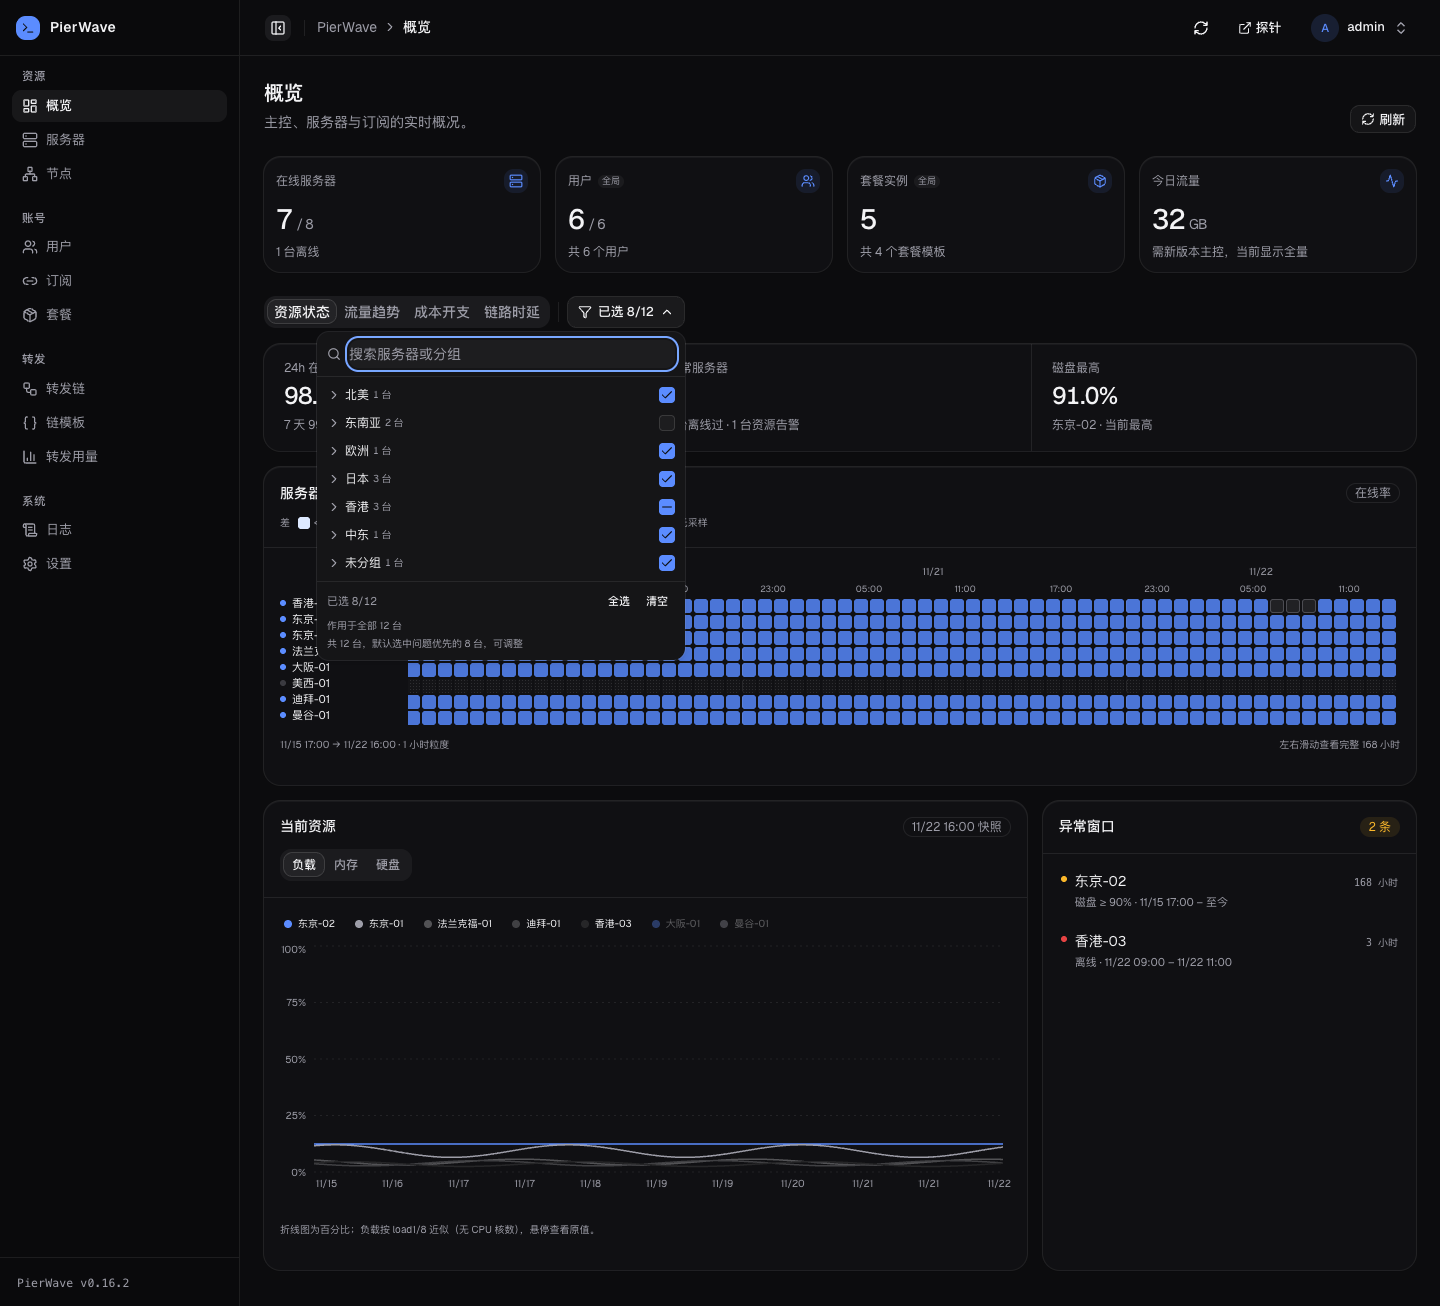 PierWave
PierWave > 概览
探针
A admin
资源
概览
服务器
节点
账号
用户
订阅
套餐
转发
转发链
链模板
转发用量
系统
日志
设置
PierWave v0.16.2
概览
主控、服务器与订阅的实时概况。
刷新
在线服务器
7 / 8
1 台离线
用户 全局
6 / 6
共 6 个用户
套餐实例 全局
5
共 4 个套餐模板
今日流量
32 GB
需新版本主控，当前显示全量
资源状态 流量趋势 成本开支 链路时延
已选 8/12
搜索服务器或分组
北美 1 台
东南亚 2 台
欧洲 1 台
日本 3 台
香港 3 台
中东 1 台
未分组 1 台
已选 8/12
全选 清空
作用于全部 12 台
共 12 台，默认选中问题优先的 8 台，可调整
24h 在
98.
7 天 9
常服务器
离线过 · 1 台资源告警
磁盘最高
91.0%
东京-02 · 当前最高
服务器
在线率
差
采样
11/21 11/22
23:00 05:00 11:00 17:00 23:00 05:00 11:00
香港-
东京-
东京-
法兰
大阪-01
美西-01
迪拜-01
曼谷-01
11/15 17:00 → 11/22 16:00 · 1 小时粒度
左右滑动查看完整 168 小时
当前资源
11/22 16:00 快照
负载 内存 硬盘
东京-02 东京-01 法兰克福-01 迪拜-01 香港-03 大阪-01 曼谷-01
100%
75%
50%
25%
0%
11/15 11/16 11/17 11/17 11/18 11/19 11/19 11/20 11/21 11/21 11/22
折线图为百分比；负载按 load1/8 近似（无 CPU 核数），悬停查看原值。
异常窗口
2 条
东京-02
168 小时
磁盘 ≥ 90% · 11/15 17:00 – 至今
香港-03
3 小时
离线 · 11/22 09:00 – 11/22 11:00